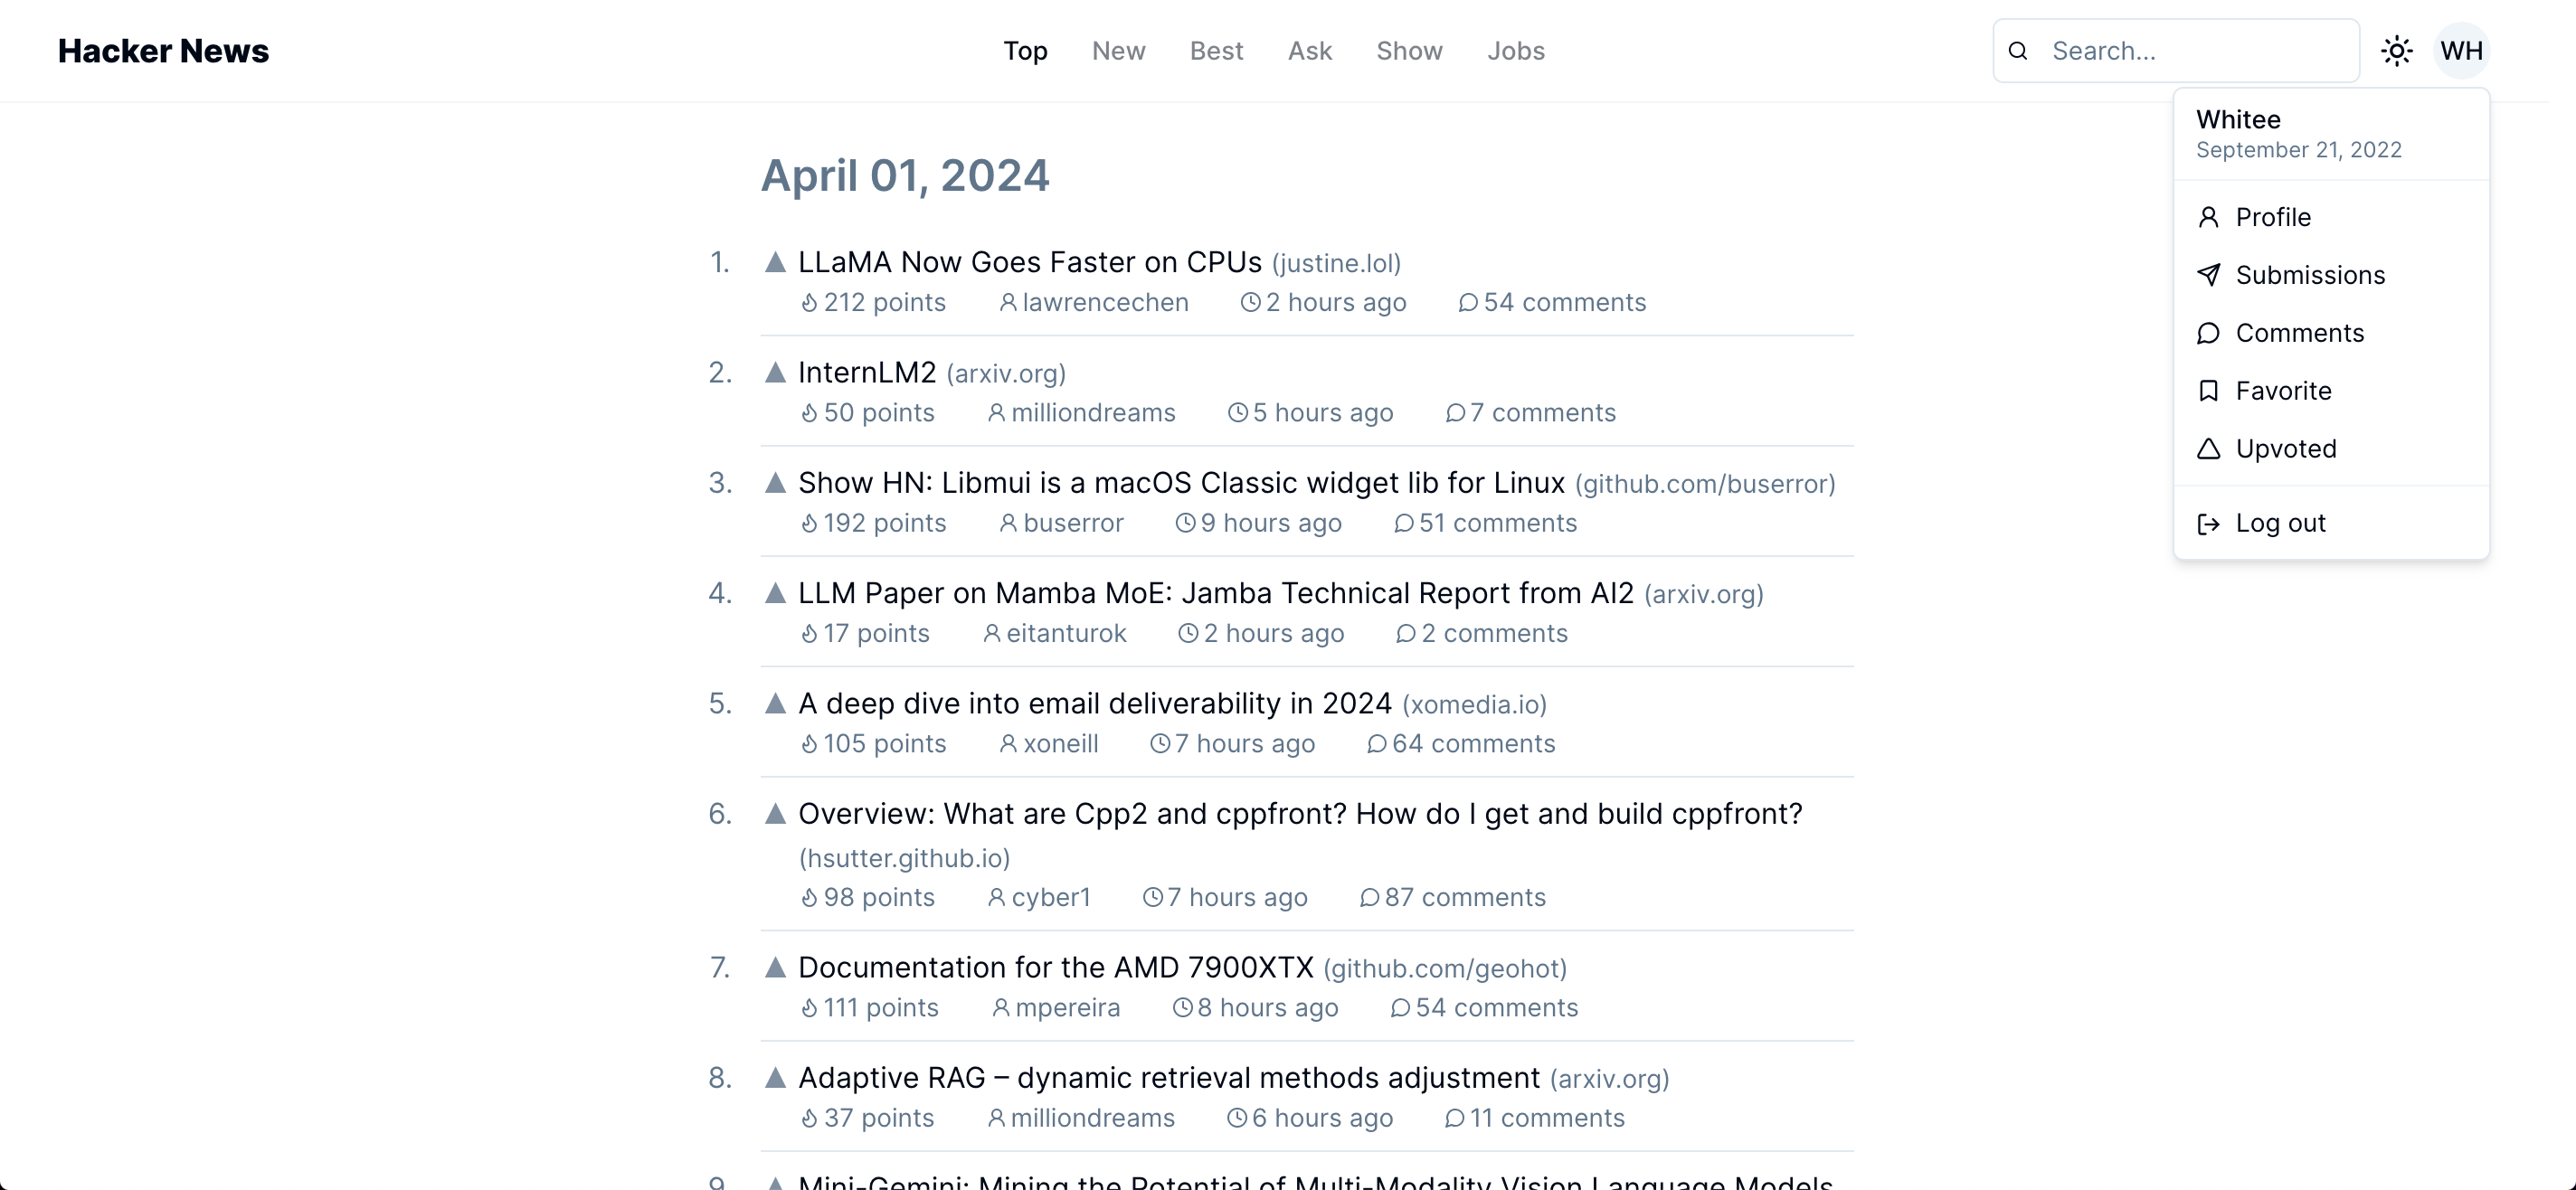 Hacker News
Top New Best Ask Show Jobs
Search...
WH
Whitee
September 21, 2022
Profile
Submissions
Comments
Favorite
Upvoted
Log out
April 01, 2024
1. ▲ LLaMA Now Goes Faster on CPUs (justine.lol)
212 points lawrencechen 2 hours ago 54 comments
2. ▲ InternLM2 (arxiv.org)
50 points milliondreams 5 hours ago 7 comments
3. ▲ Show HN: Libmui is a macOS Classic widget lib for Linux (github.com/buserror)
192 points buserror 9 hours ago 51 comments
4. ▲ LLM Paper on Mamba MoE: Jamba Technical Report from AI2 (arxiv.org)
17 points eitanturok 2 hours ago 2 comments
5. ▲ A deep dive into email deliverability in 2024 (xomedia.io)
105 points xoneill 7 hours ago 64 comments
6. ▲ Overview: What are Cpp2 and cppfront? How do I get and build cppfront?
(hsutter.github.io)
98 points cyber1 7 hours ago 87 comments
7. ▲ Documentation for the AMD 7900XTX (github.com/geohot)
111 points mpereira 8 hours ago 54 comments
8. ▲ Adaptive RAG – dynamic retrieval methods adjustment (arxiv.org)
37 points milliondreams 6 hours ago 11 comments
9. ▲ Mini-Gemini: Mining the Potential of Multi-Modality Vision Language Models